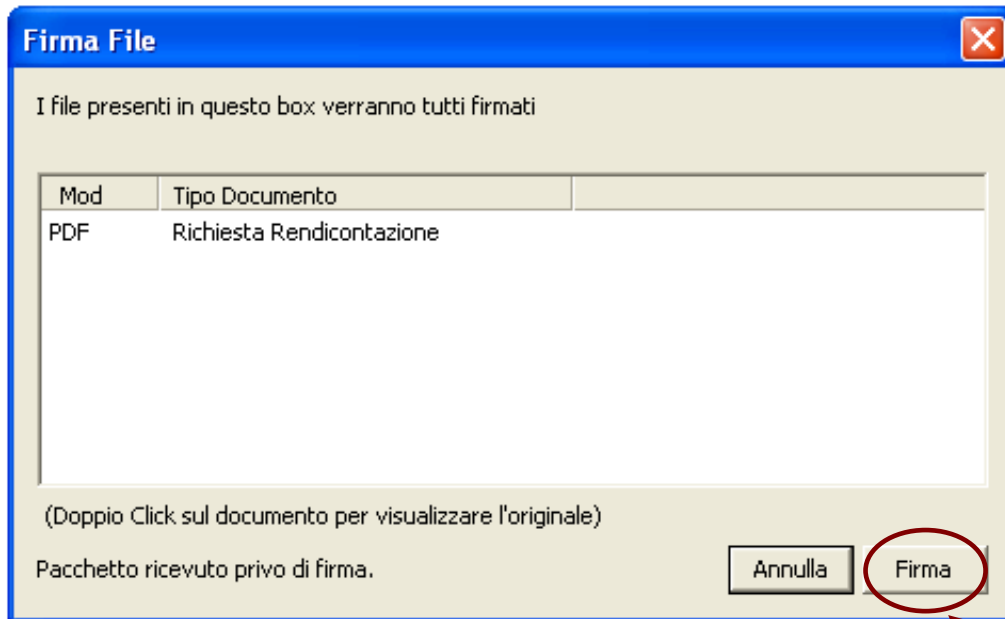 Firma File
I file presenti in questo box verranno tutti firmati
Mod Tipo Documento
PDF Richiesta Rendicontazione
(Doppio Click sul documento per visualizzare l'originale)
Pacchetto ricevuto privo di firma. Annulla Firma